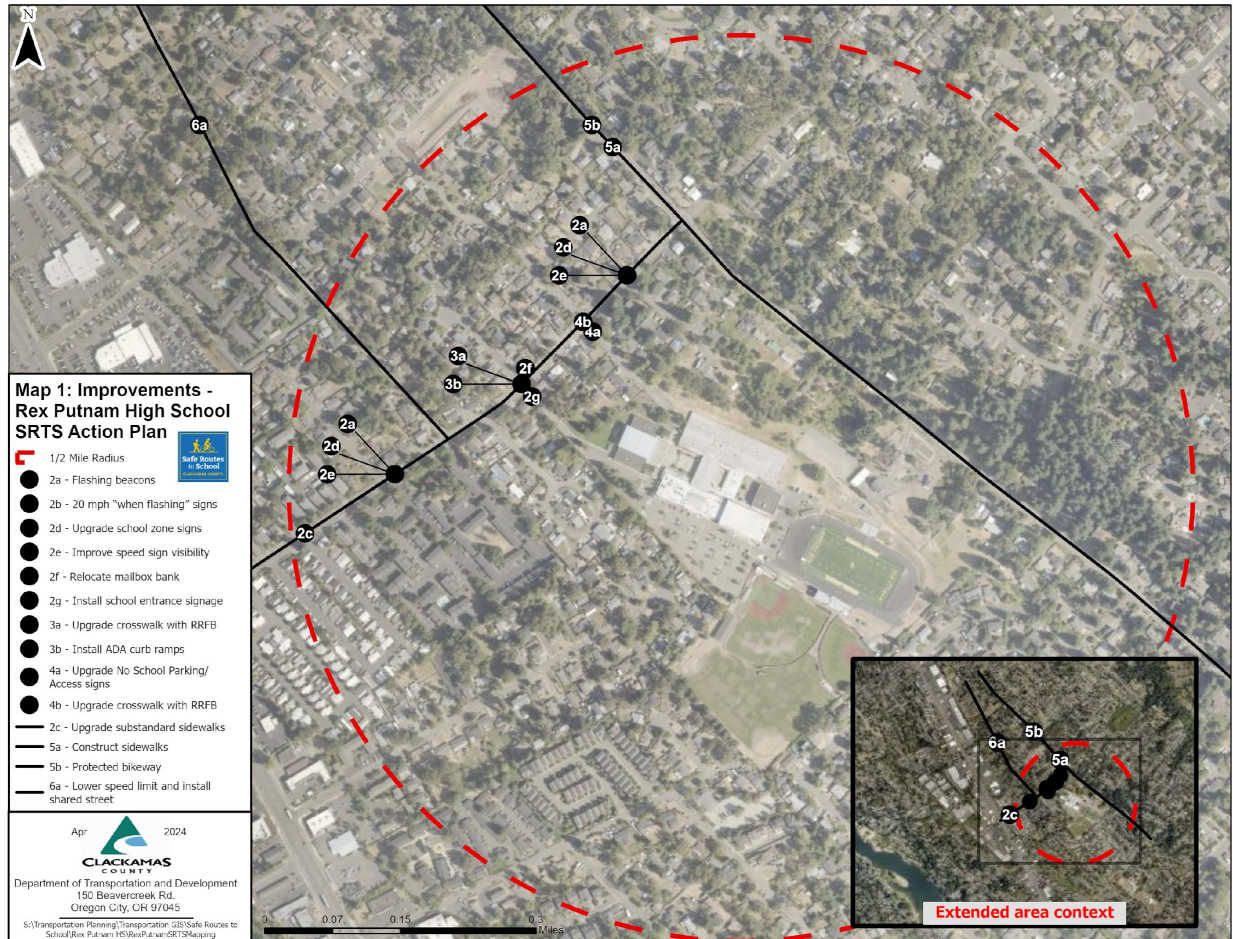 N
6a
5b
5a
2a
2d
2e
4b
4a
3a
2f
3b
2g
2a
2d
2e
2c
Map 1: Improvements -
Rex Putnam High School
SRTS Action Plan
Safe Routes
to School
CLACKAMAS COUNTY
1/2 Mile Radius
2a - Flashing beacons
2b - 20 mph “when flashing” signs
2d - Upgrade school zone signs
2e - Improve speed sign visibility
2f - Relocate mailbox bank
2g - Install school entrance signage
3a - Upgrade crosswalk with RRFB
3b - Install ADA curb ramps
4a - Upgrade No School Parking/
Access signs
4b - Upgrade crosswalk with RRFB
2c - Upgrade substandard sidewalks
5a - Construct sidewalks
5b - Protected bikeway
6a - Lower speed limit and install
shared street
Apr 2024
CLACKAMAS
COUNTY
Department of Transportation and Development
150 Beavercreek Rd.
Oregon City, OR 97045
S:\Transportation Planning\Transportation GIS\Safe Routes to
School\Rex Putnam HS\RexPutnamSRTSMapping
0 0.07 0.15 0.3
Miles
5b
6a
5a
2c
Extended area context